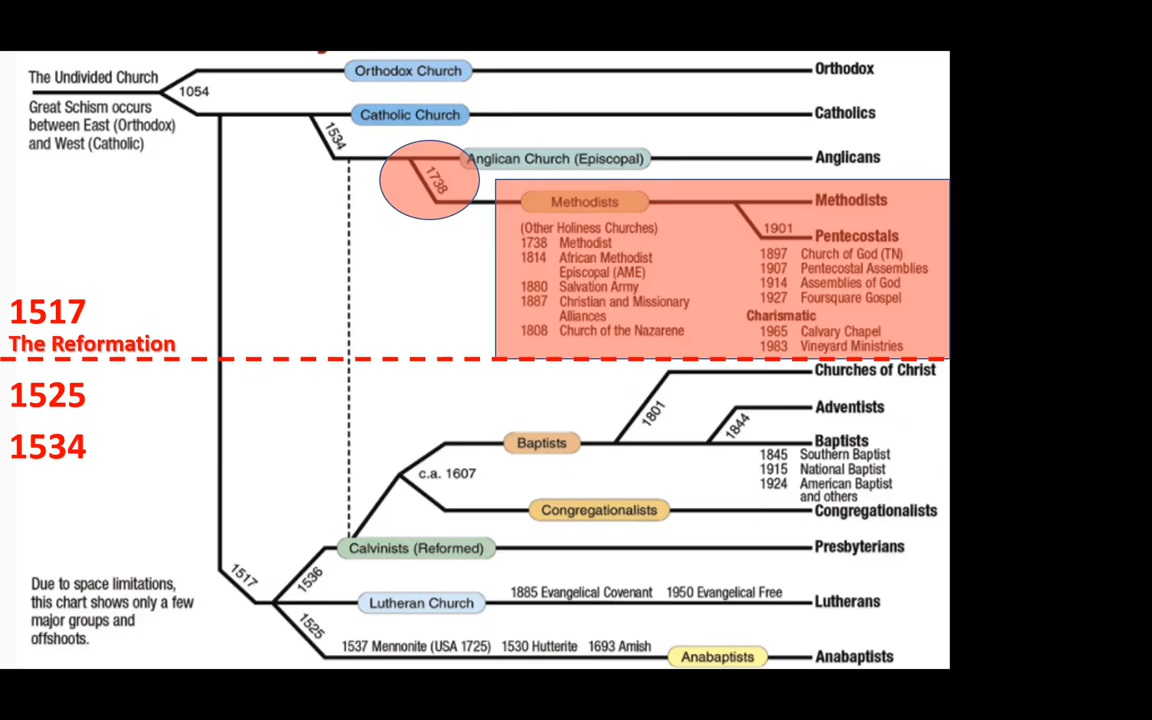 The Undivided Church
1054
Great Schism occurs
between East (Orthodox)
and West (Catholic)
Orthodox Church
Orthodox
Catholic Church
Catholics
1534
Anglican Church (Episcopal)
Anglicans
1738
Methodists
Methodists
(Other Holiness Churches)
1738 Methodist
1814 African Methodist
Episcopal (AME)
1880 Salvation Army
1887 Christian and Missionary
Alliances
1808 Church of the Nazarene
1901
Pentecostals
1897 Church of God (TN)
1907 Pentecostal Assemblies
1914 Assemblies of God
1927 Foursquare Gospel
Charismatic
1965 Calvary Chapel
1983 Vineyard Ministries
1517
The Reformation
1525
1534
Churches of Christ
1801
Adventists
1844
Baptists
Baptists
1845 Southern Baptist
1915 National Baptist
1924 American Baptist
and others
c.a. 1607
Congregationalists
Congregationalists
Calvinists (Reformed)
Presbyterians
1517
1536
Due to space limitations,
this chart shows only a few
major groups and
offshoots.
Lutheran Church
1885 Evangelical Covenant 1950 Evangelical Free
Lutherans
1525
1537 Mennonite (USA 1725) 1530 Hutterite 1693 Amish
Anabaptists
Anabaptists